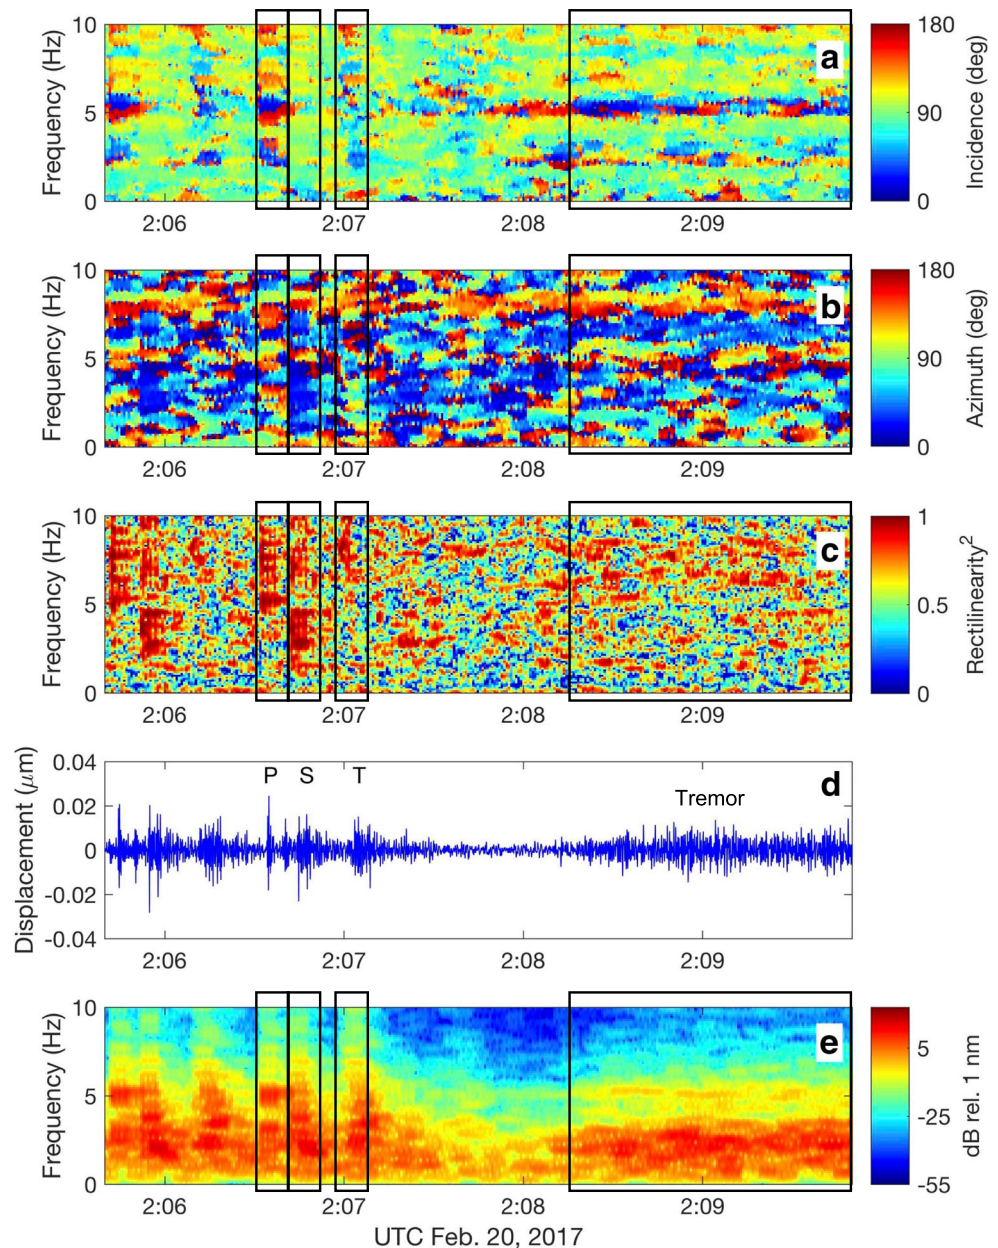 10
5
0
Frequency (Hz)
a
180
90
0
Incidence (deg)
2:06 2:07 2:08 2:09
10
5
0
Frequency (Hz)
b
180
90
0
Azimuth (deg)
2:06 2:07 2:08 2:09
10
5
0
Frequency (Hz)
c
1
0.5
0
Rectilinearity²
2:06 2:07 2:08 2:09
0.04
0.02
0
-0.02
-0.04
Displacement (μm)
P S T
Tremor
d
2:06 2:07 2:08 2:09
10
5
0
Frequency (Hz)
e
5
-25
-55
dB rel. 1 nm
2:06 2:07 2:08 2:09
UTC Feb. 20, 2017